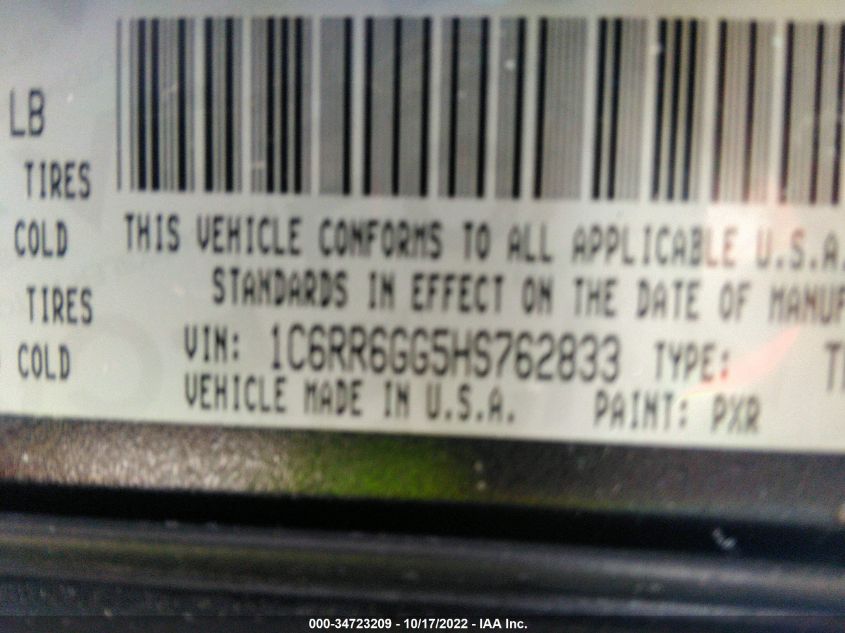 LB
TIRES
COLD
TIRES
COLD
THIS VEHICLE CONFORMS TO ALL APPLICABLE U.S.A.
STANDARDS IN EFFECT ON THE DATE OF MANUF
VIN: 1C6RR6GG5HS762833 TYPE: T
VEHICLE MADE IN U.S.A. PAINT: PXR
000-34723209 - 10/17/2022 - IAA Inc.